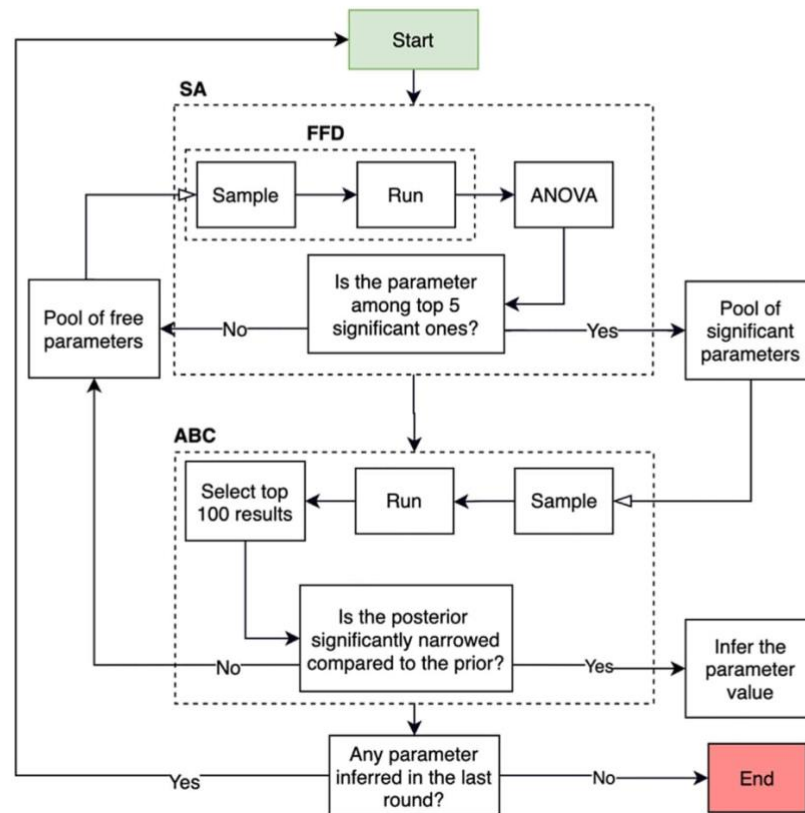 Start
SA
FFD
Sample
Run
ANOVA
Is the parameter
among top 5
significant ones?
Pool of free
parameters
No
Yes
Pool of
significant
parameters
ABC
Select top
100 results
Run
Sample
Is the posterior
significantly narrowed
compared to the prior?
No
Yes
Infer the
parameter
value
Any parameter
inferred in the last
round?
Yes
No
End